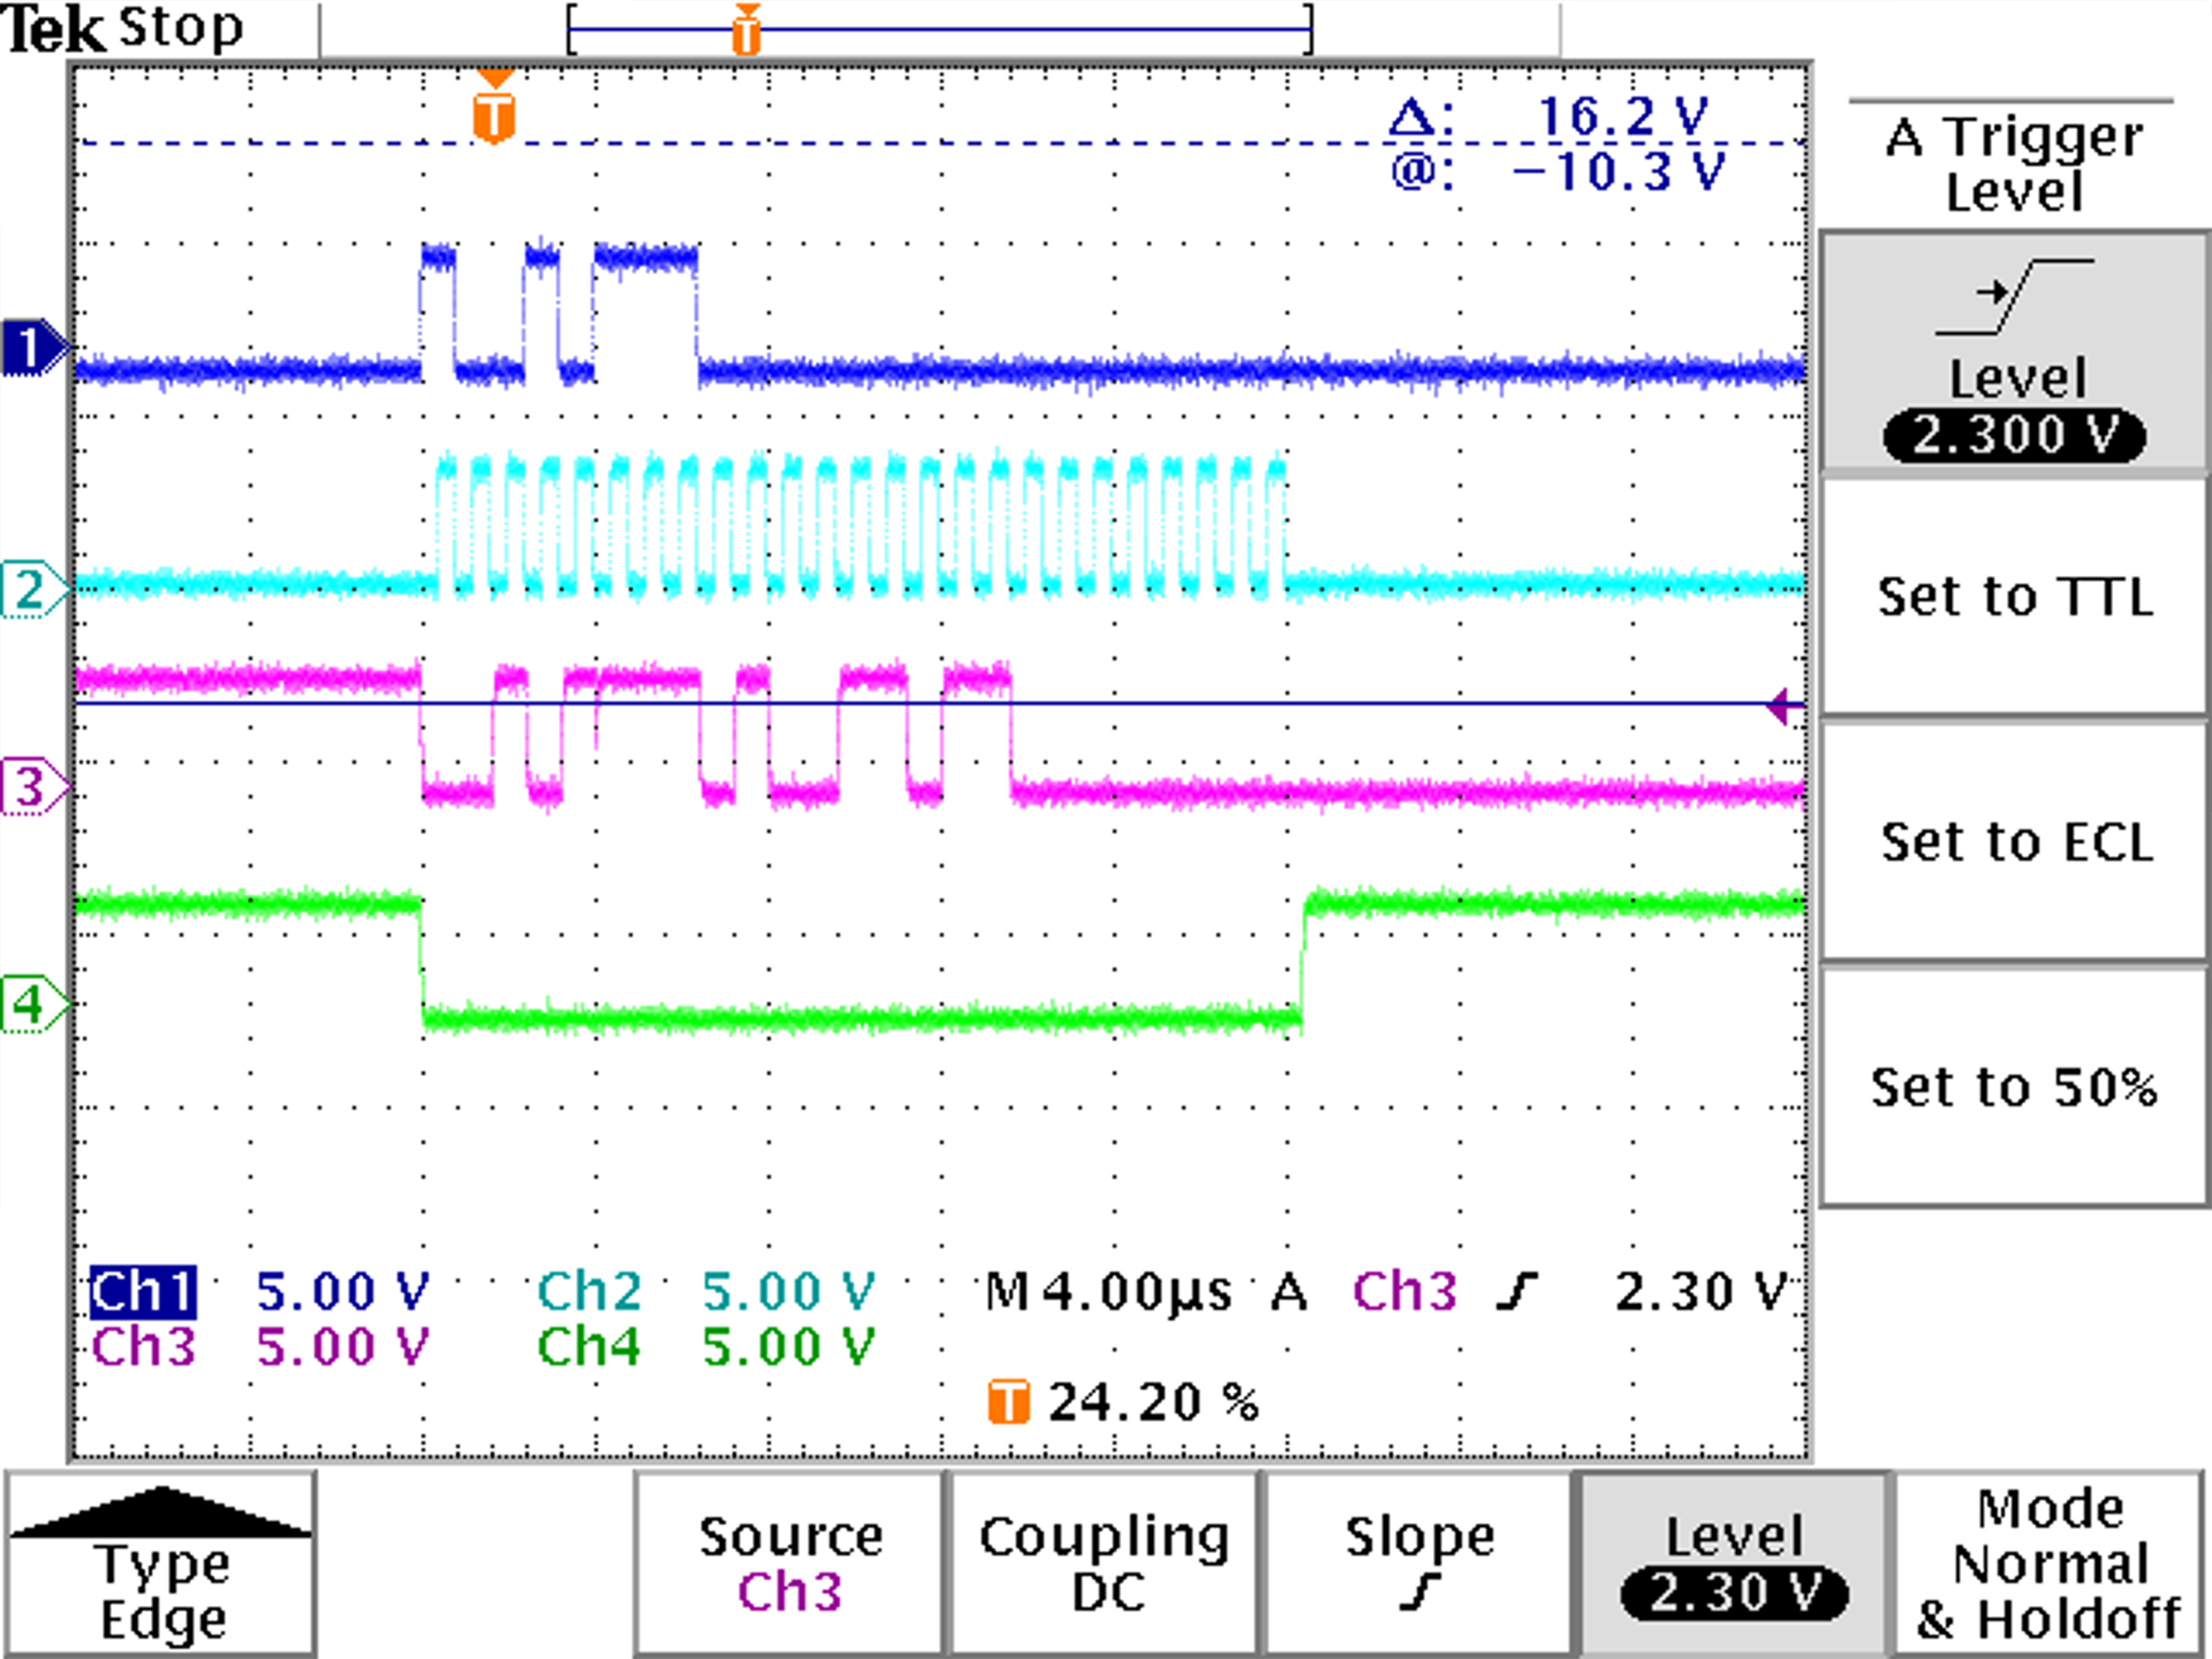 Tek Stop
T
T
Δ: 16.2 V
@: −10.3 V
A Trigger
Level
1
Level
2.300 V
2
Set to TTL
3
Set to ECL
4
Set to 50%
Ch1 5.00 V Ch2 5.00 V M 4.00µs A Ch3 2.30 V
Ch3 5.00 V Ch4 5.00 V
T 24.20 %
Type
Edge
Source
Ch3
Coupling
DC
Slope
Level
2.30 V
Mode
Normal
& Holdoff